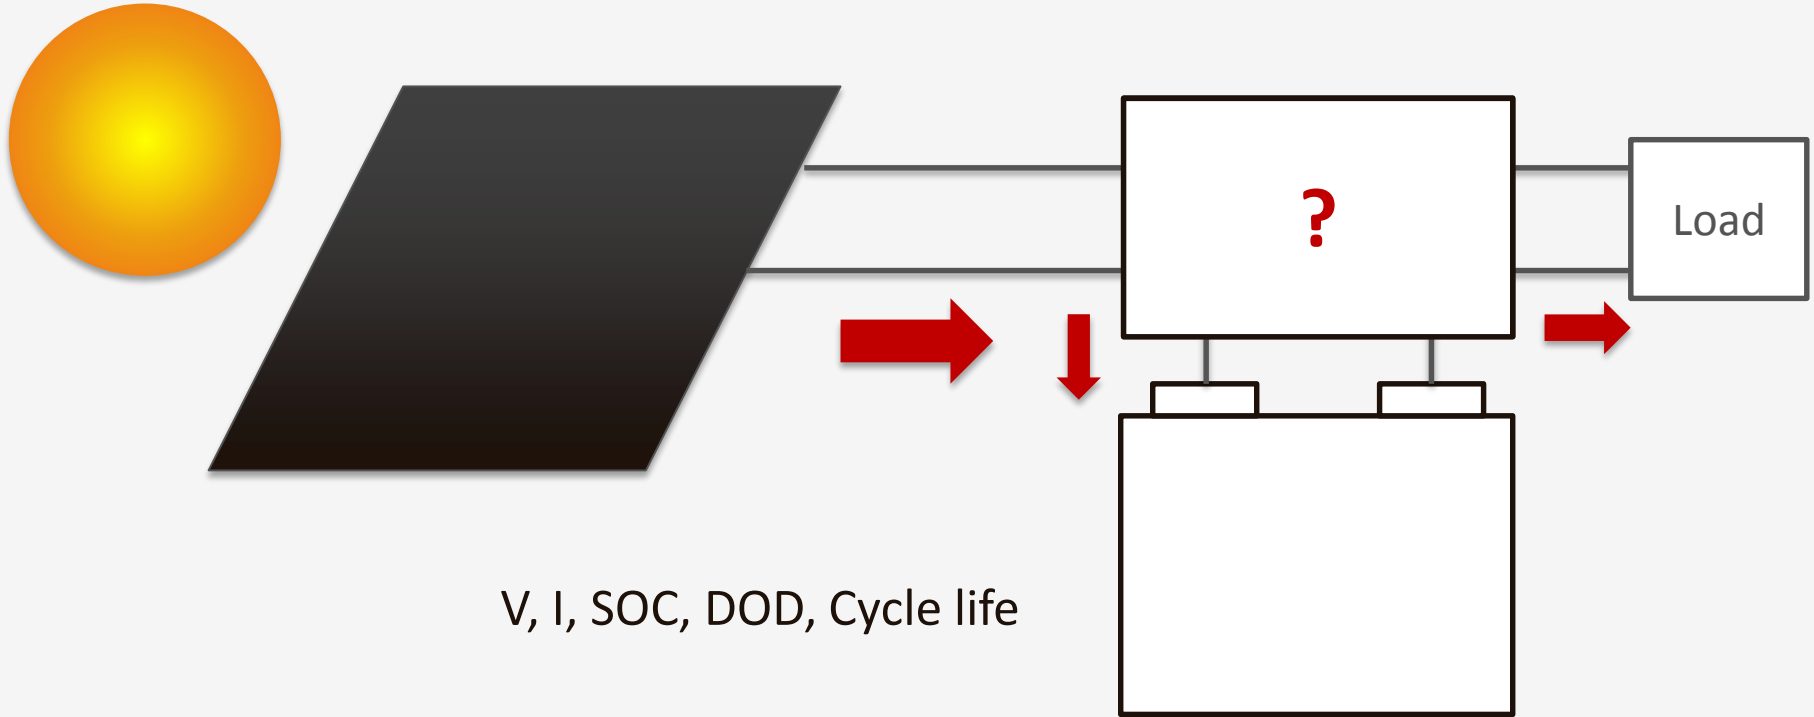 ?
Load
V, I, SOC, DOD, Cycle life